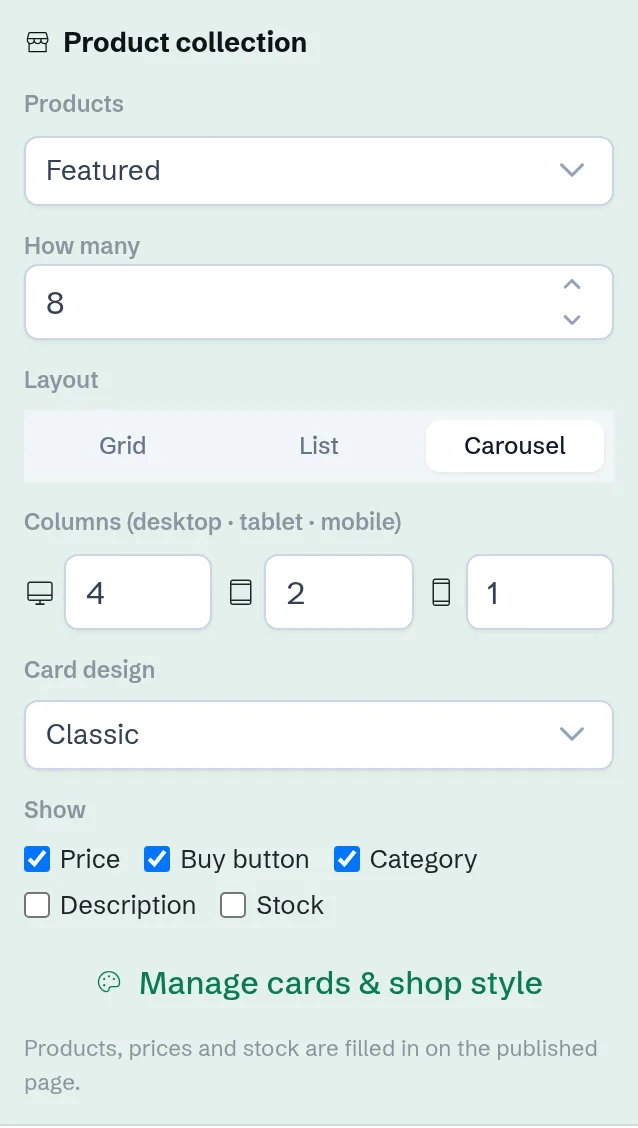 Product collection
Products
Featured
How many
8
Layout
Grid List Carousel
Columns (desktop · tablet · mobile)
4 2 1
Card design
Classic
Show
Price Buy button Category
Description Stock
Manage cards & shop style
Products, prices and stock are filled in on the published
page.